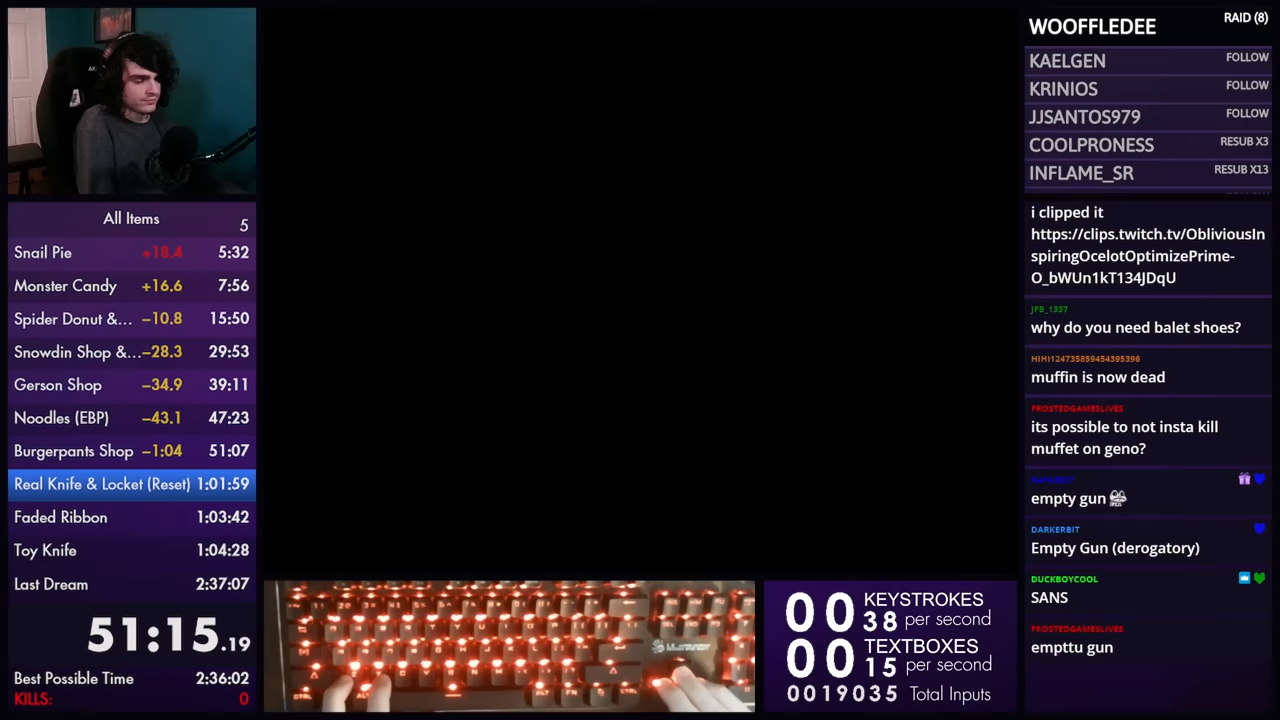 All Items 5
Snail Pie +18.4 5:32
Monster Candy +16.6 7:56
Spider Donut &... −10.8 15:50
Snowdin Shop &... −28.3 29:53
Gerson Shop −34.9 39:11
Noodles (EBP) −43.1 47:23
Burgerpants Shop −1:04 51:07
Real Knife & Locket (Reset) 1:01:59
Faded Ribbon 1:03:42
Toy Knife 1:04:28
Last Dream 2:37:07
51:15.19
Best Possible Time 2:36:02
KILLS: 0
00 38 KEYSTROKES per second
00 15 TEXTBOXES per second
0019035 Total Inputs
WOOFFLEDEE RAID (8)
KAELGEN FOLLOW
KRINIOS FOLLOW
JJSANTOS979 FOLLOW
COOLPRONESS RESUB X3
INFLAME_SR RESUB X13
i clipped it
https://clips.twitch.tv/ObliviousIn
spiringOcelotOptimizePrime-
O_bWUn1kT134JDqU
JFB_1337
why do you need balet shoes?
HIHI124735859454395396
muffin is now dead
FROSTEDGAMESLIVES
its possible to not insta kill
muffet on geno?
empty gun
DARKERBIT
Empty Gun (derogatory)
DUCKBOYCOOL
SANS
FROSTEDGAMESLIVES
empttu gun